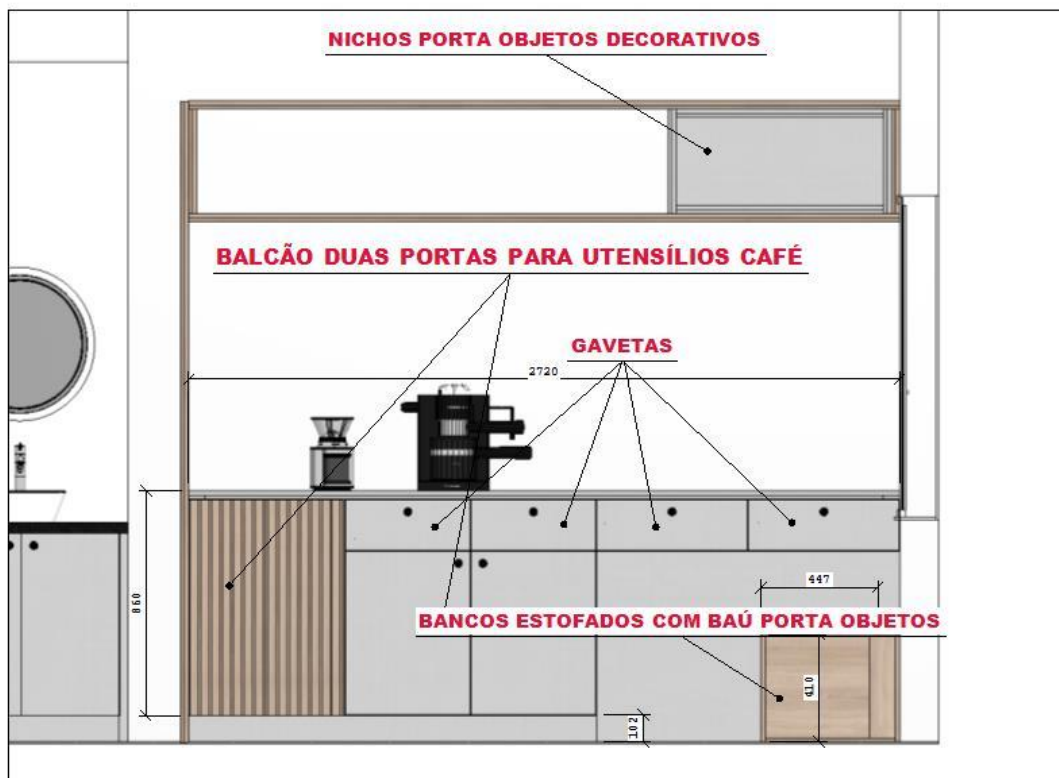 NICHOS PORTA OBJETOS DECORATIVOS
BALCÃO DUAS PORTAS PARA UTENSÍLIOS CAFÉ
GAVETAS
2720
860
447
BANCOS ESTOFADOS COM BAÚ PORTA OBJETOS
410
102